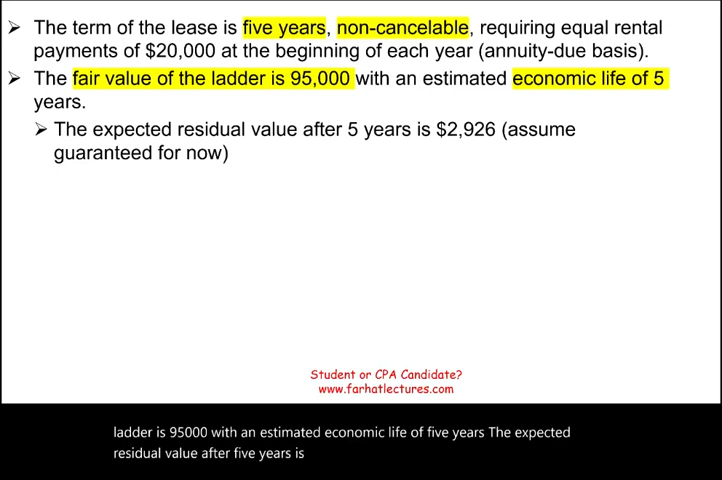 ➤ The term of the lease is five years, non-cancelable, requiring equal rental
payments of $20,000 at the beginning of each year (annuity-due basis).
➤ The fair value of the ladder is 95,000 with an estimated economic life of 5
years.
➤ The expected residual value after 5 years is $2,926 (assume
guaranteed for now)
Student or CPA Candidate?
www.farhatlectures.com
ladder is 95000 with an estimated economic life of five years The expected
residual value after five years is